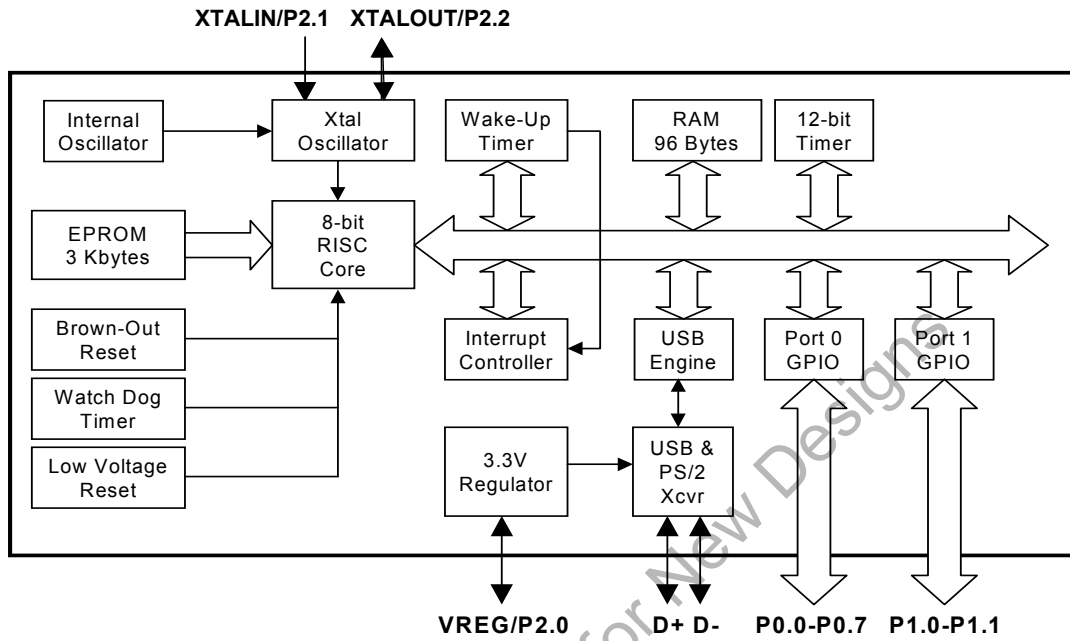 XTALIN/P2.1 XTALOUT/P2.2
Internal
Oscillator
Xtal
Oscillator
Wake-Up
Timer
RAM
96 Bytes
12-bit
Timer
EPROM
3 Kbytes
8-bit
RISC
Core
Brown-Out
Reset
Watch Dog
Timer
Low Voltage
Reset
Interrupt
Controller
USB
Engine
Port 0
GPIO
Port 1
GPIO
3.3V
Regulator
USB &
PS/2
Xcvr
VREG/P2.0 D+ D- P0.0-P0.7 P1.0-P1.1
for New Designs